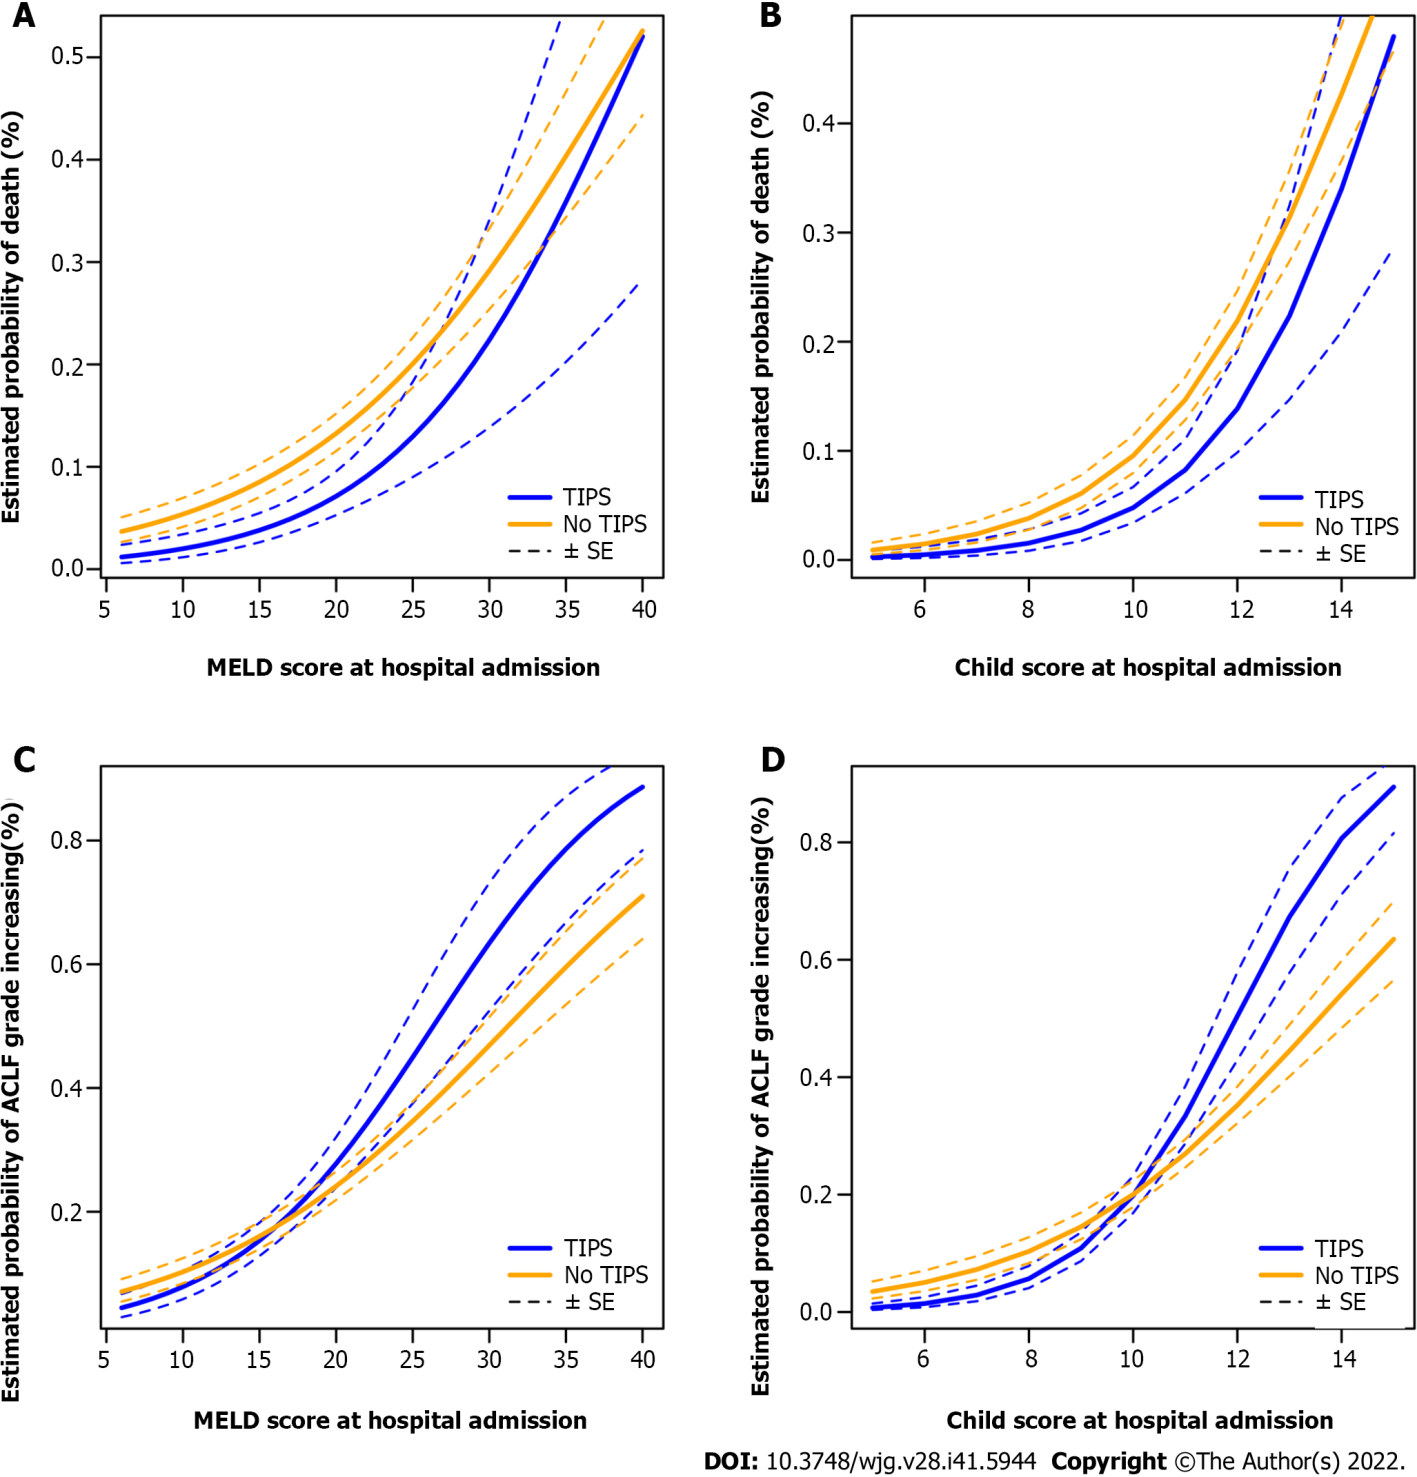 A
Estimated probability of death (%)
0.5
0.4
0.3
0.2
0.1
0.0
TIPS
No TIPS
± SE
5 10 15 20 25 30 35 40
MELD score at hospital admission
B
Estimated probability of death (%)
0.4
0.3
0.2
0.1
0.0
TIPS
No TIPS
± SE
6 8 10 12 14
Child score at hospital admission
C
Estimated probability of ACLF grade increasing(%)
0.8
0.6
0.4
0.2
TIPS
No TIPS
± SE
5 10 15 20 25 30 35 40
MELD score at hospital admission
D
Estimated probability of ACLF grade increasing(%)
0.8
0.6
0.4
0.2
0.0
TIPS
No TIPS
± SE
6 8 10 12 14
Child score at hospital admission
DOI: 10.3748/wjg.v28.i41.5944 Copyright ©The Author(s) 2022.